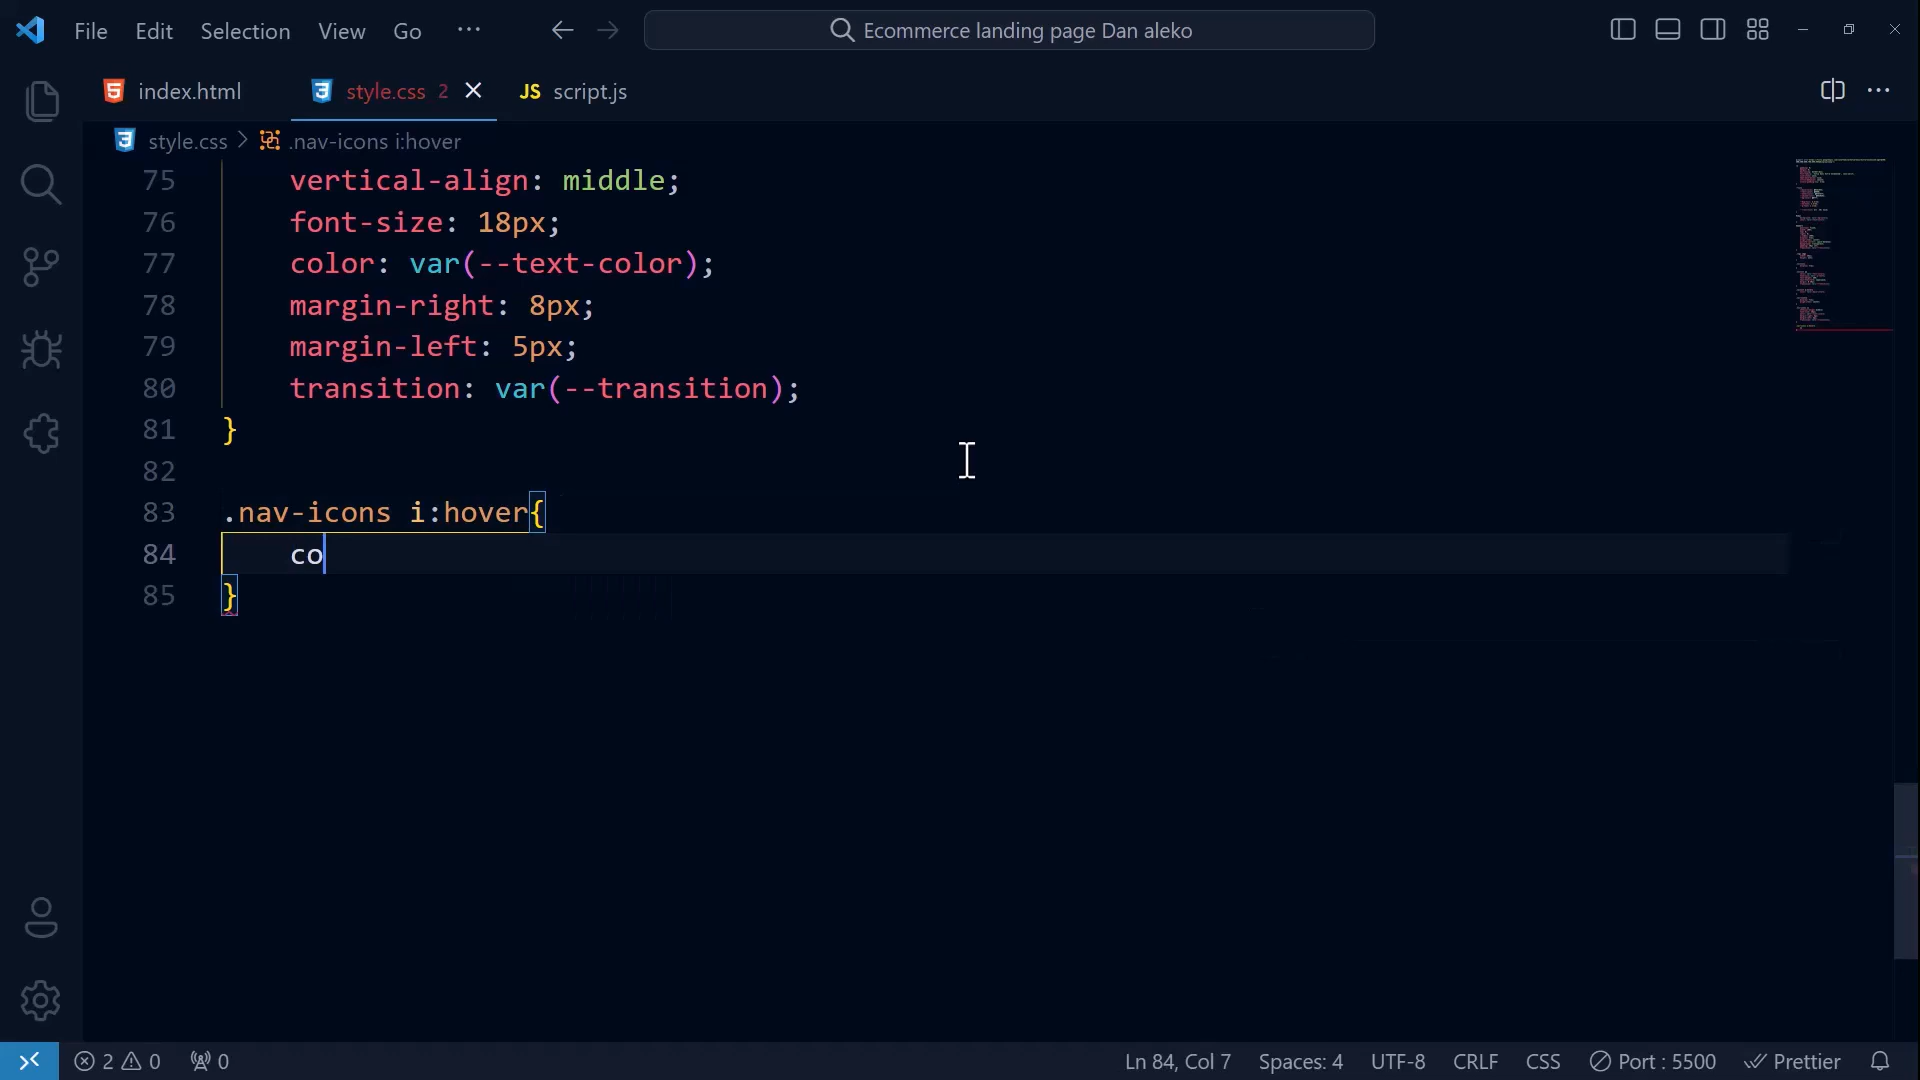 File Edit Selection View Go ··· Ecommerce landing page Dan aleko
index.html style.css 2 JS script.js
style.css > .nav-icons i:hover
75 vertical-align: middle;
76 font-size: 18px;
77 color: var(--text-color);
78 margin-right: 8px;
79 margin-left: 5px;
80 transition: var(--transition);
81 }
82
83 .nav-icons i:hover{
84 co
85 }
2 0 0 Ln 84, Col 7 Spaces: 4 UTF-8 CRLF CSS Port : 5500 Prettier